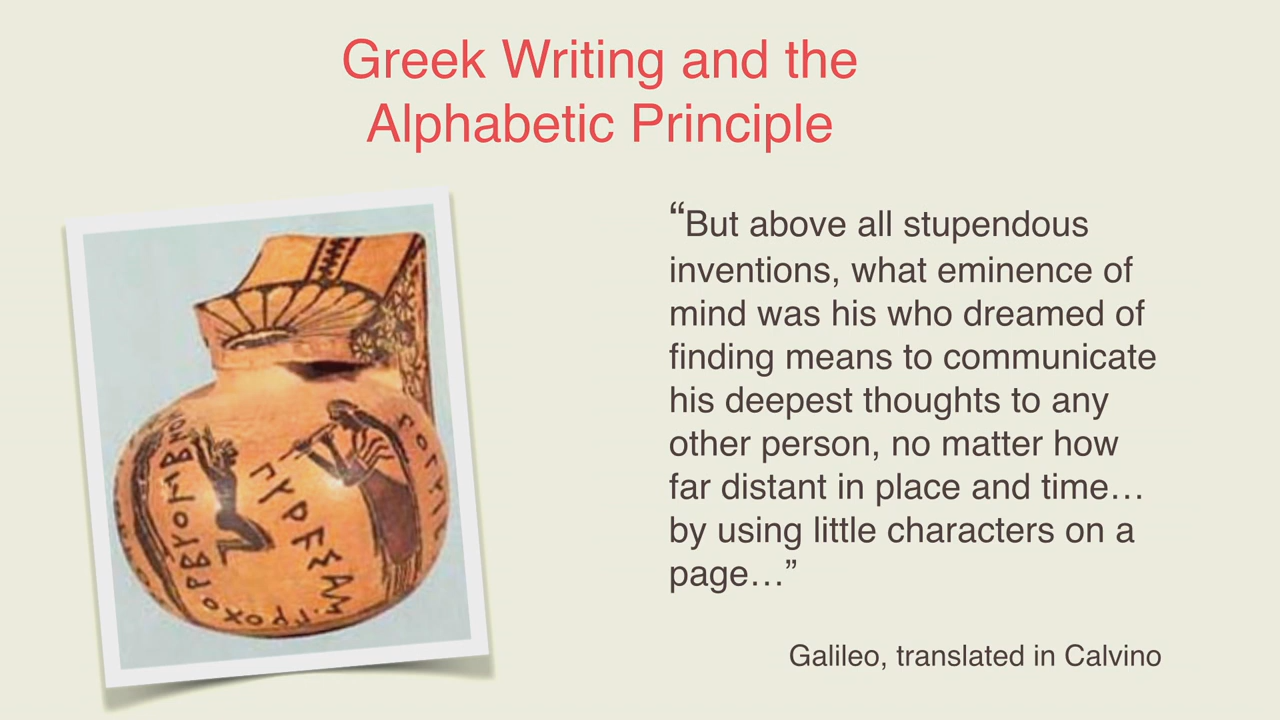 Greek Writing and the
Alphabetic Principle
“But above all stupendous
inventions, what eminence of
mind was his who dreamed of
finding means to communicate
his deepest thoughts to any
other person, no matter how
far distant in place and time…
by using little characters on a
page…”
Galileo, translated in Calvino